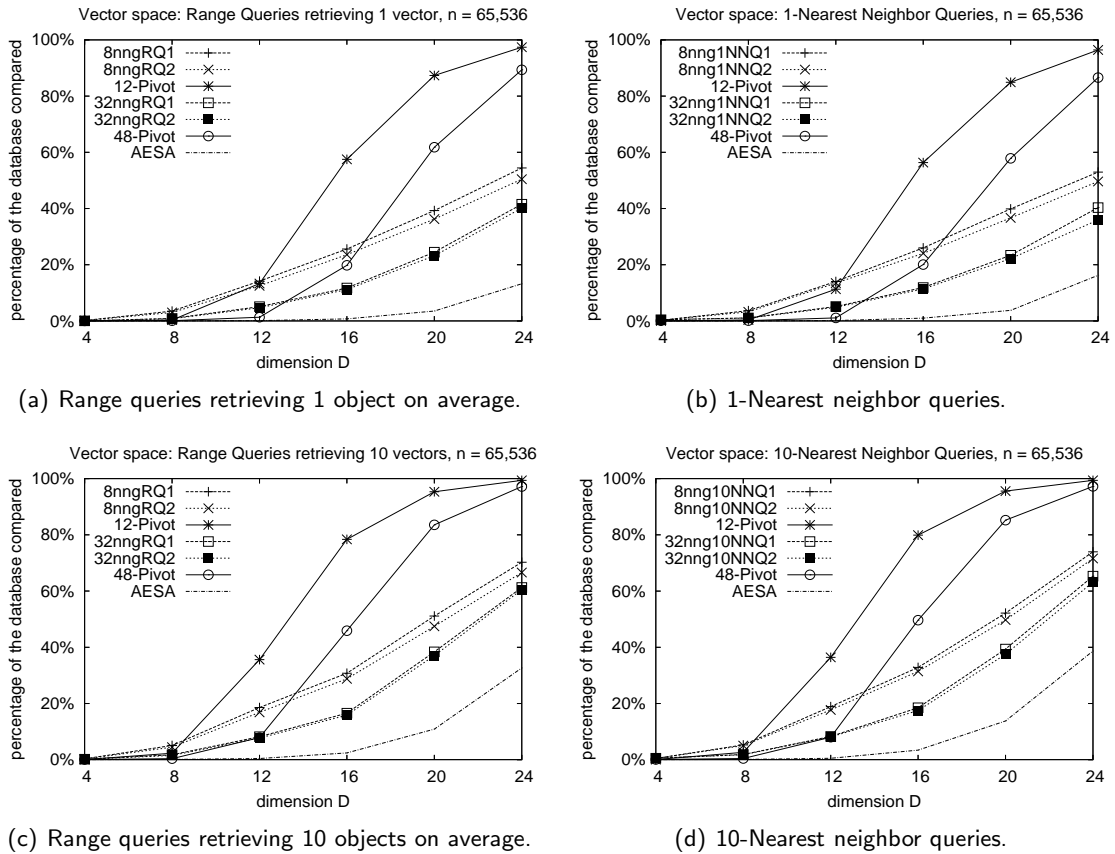 Vector space: Range Queries retrieving 1 vector, n = 65,536
percentage of the database compared
100%
80%
60%
40%
20%
0%
8nngRQ1
8nngRQ2
12-Pivot
32nngRQ1
32nngRQ2
48-Pivot
AESA
4 8 12 16 20 24
dimension D
(a) Range queries retrieving 1 object on average.
Vector space: 1-Nearest Neighbor Queries, n = 65,536
percentage of the database compared
100%
80%
60%
40%
20%
0%
8nng1NNQ1
8nng1NNQ2
12-Pivot
32nng1NNQ1
32nng1NNQ2
48-Pivot
AESA
4 8 12 16 20 24
dimension D
(b) 1-Nearest neighbor queries.
Vector space: Range Queries retrieving 10 vectors, n = 65,536
percentage of the database compared
100%
80%
60%
40%
20%
0%
8nngRQ1
8nngRQ2
12-Pivot
32nngRQ1
32nngRQ2
48-Pivot
AESA
4 8 12 16 20 24
dimension D
(c) Range queries retrieving 10 objects on average.
Vector space: 10-Nearest Neighbor Queries, n = 65,536
percentage of the database compared
100%
80%
60%
40%
20%
0%
8nng10NNQ1
8nng10NNQ2
12-Pivot
32nng10NNQ1
32nng10NNQ2
48-Pivot
AESA
4 8 12 16 20 24
dimension D
(d) 10-Nearest neighbor queries.